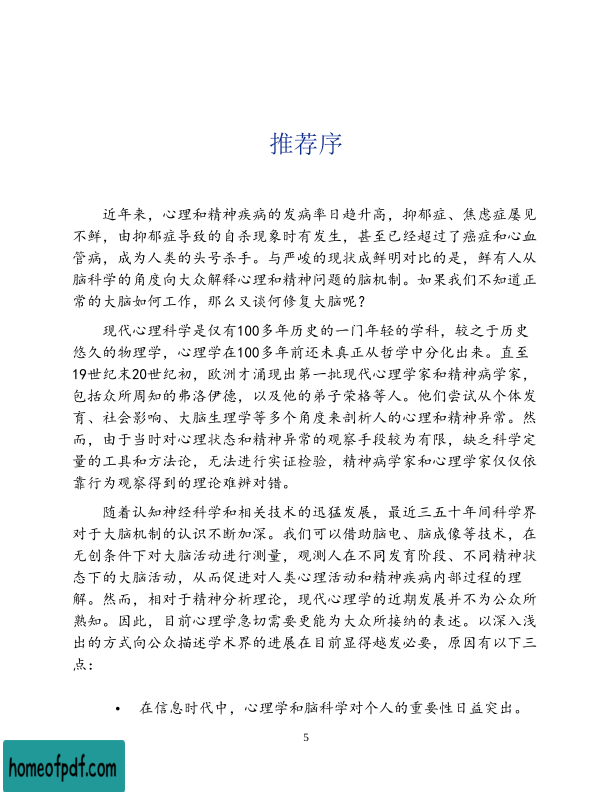 推荐序
近年来，心理和精神疾病的发病率日趋升高，抑郁症、焦虑症屡见
不鲜，由抑郁症导致的自杀现象时有发生，甚至已经超过了癌症和心血
管病，成为人类的头号杀手。与严峻的现状成鲜明对比的是，鲜有人从
脑科学的角度向大众解释心理和精神问题的脑机制。如果我们不知道正
常的大脑如何工作，那么又谈何修复大脑呢？
现代心理科学是仅有100多年历史的一门年轻的学科，较之于历史
悠久的物理学，心理学在100多年前还未真正从哲学中分化出来。直至
19世纪末20世纪初，欧洲才涌现出第一批现代心理学家和精神病学家，
包括众所周知的弗洛伊德，以及他的弟子荣格等人。他们尝试从个体发
育、社会影响、大脑生理学等多个角度来剖析人的心理和精神异常。然
而，由于当时对心理状态和精神异常的观察手段较为有限，缺乏科学定
量的工具和方法论，无法进行实证检验，精神病学家和心理学家仅仅依
靠行为观察得到的理论难辨对错。
随着认知神经科学和相关技术的迅猛发展，最近三五十年间科学界
对于大脑机制的认识不断加深。我们可以借助脑电、脑成像等技术，在
无创条件下对大脑活动进行测量，观测人在不同发育阶段、不同精神状
态下的大脑活动，从而促进对人类心理活动和精神疾病内部过程的理
解。然而，相对于精神分析理论，现代心理学的近期发展并不为公众所
熟知。因此，目前心理学急切需要更能为大众所接纳的表述。以深入浅
出的方式向公众描述学术界的进展在目前显得越发必要，原因有以下三
点：
• 在信息时代中，心理学和脑科学对个人的重要性日益突出。
5
homeofpdf.com